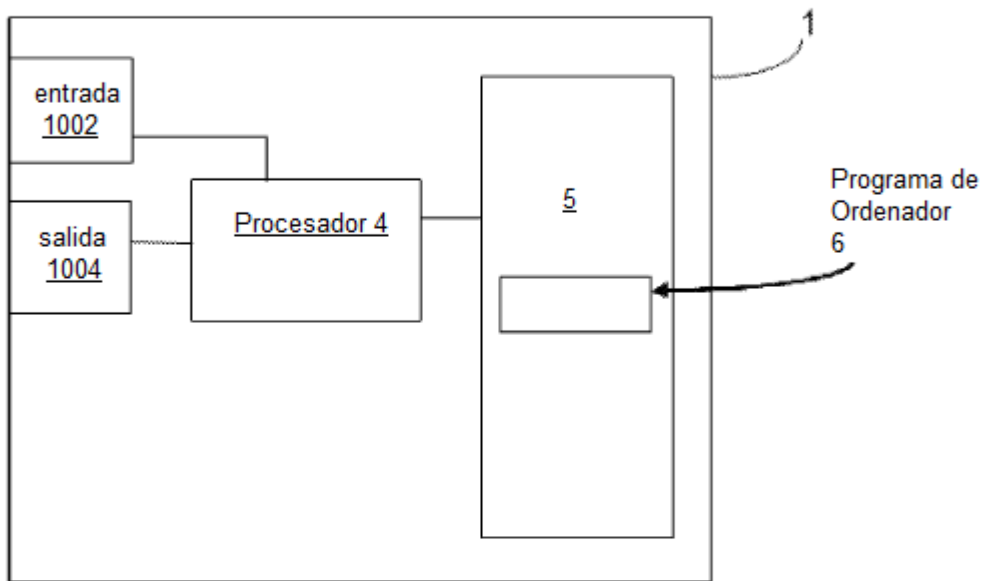 1
entrada
1002
salida
1004
Procesador 4
5
Programa de
Ordenador
6